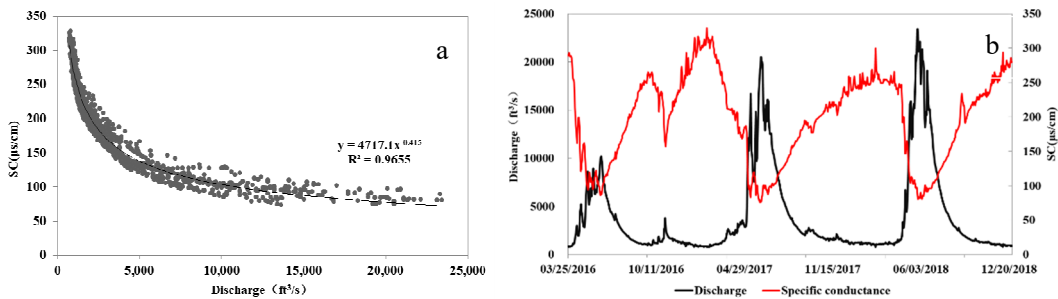 350
300
250
200
150
100
50
0
SC(μs/cm)
a
y = 4717.1x^-0.415
R² = 0.9655
0 5,000 10,000 15,000 20,000 25,000
Discharge（ft³/s）
25000
20000
15000
10000
5000
0
Discharge（ft³/s）
b
350
300
250
200
150
100
50
0
SC(μs/cm)
03/25/2016 10/11/2016 04/29/2017 11/15/2017 06/03/2018 12/20/2018
Discharge Specific conductance